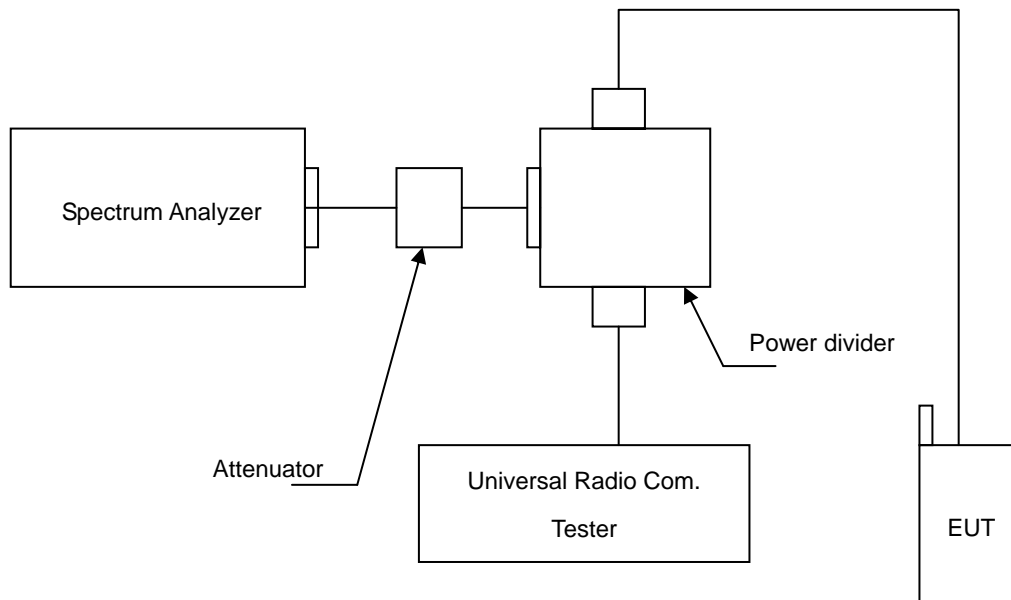 Spectrum Analyzer
Power divider
Attenuator
Universal Radio Com.
Tester
EUT